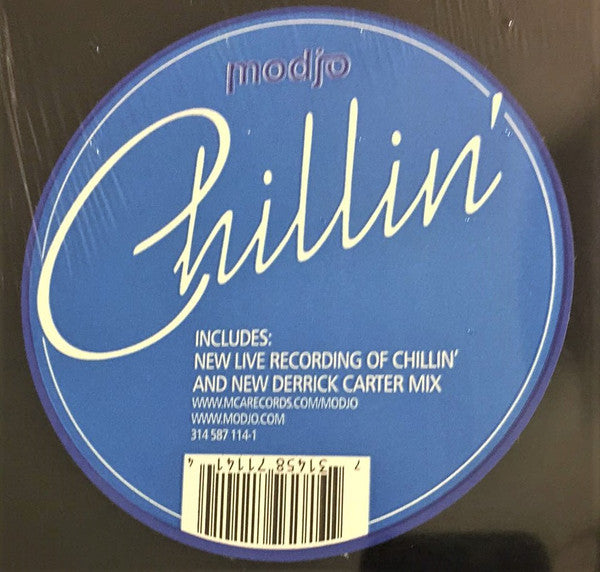 modjo
Chillin'
INCLUDES:
NEW LIVE RECORDING OF CHILLIN'
AND NEW DERRICK CARTER MIX
WWW.MCARECORDS.COM/MODJO
WWW.MODJO.COM
314 587 114-1
7 31458 71141 4